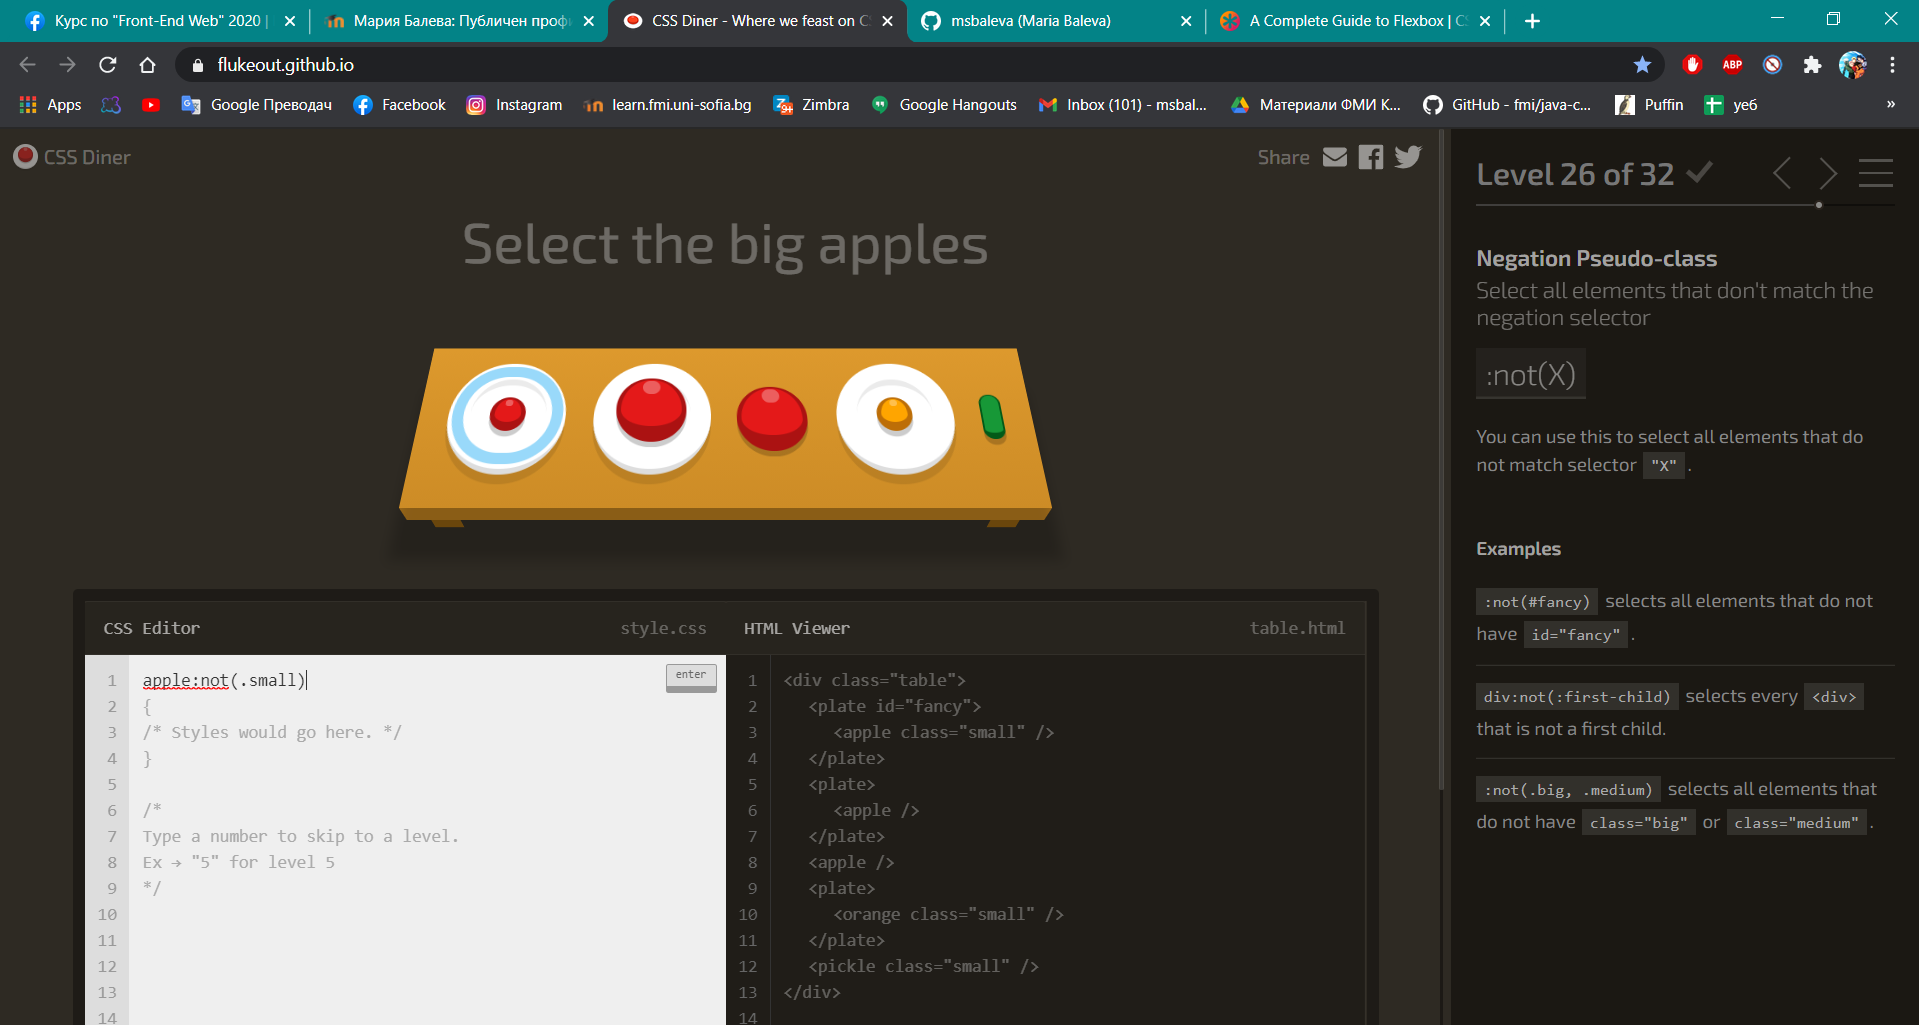 Курс по "Front-End Web" 2020 |
Мария Балева: Публичен проф
CSS Diner - Where we feast on CS
msbaleva (Maria Baleva)
A Complete Guide to Flexbox | CS
flukeout.github.io
ABP
Apps
Google Преводач
Facebook
Instagram
learn.fmi.uni-sofia.bg
Zimbra
Google Hangouts
Inbox (101) - msbal...
Материали ФМИ К...
GitHub - fmi/java-c...
Puffin
уеб
»
CSS Diner
Share
Select the big apples
CSS Editor
style.css
HTML Viewer
table.html
enter
1 apple:not(.small)
2 {
3 /* Styles would go here. */
4 }
5
6 /*
7 Type a number to skip to a level.
8 Ex → "5" for level 5
9 */
10
11
12
13
14
1 <div class="table">
2 <plate id="fancy">
3 <apple class="small" />
4 </plate>
5 <plate>
6 <apple />
7 </plate>
8 <apple />
9 <plate>
10 <orange class="small" />
11 </plate>
12 <pickle class="small" />
13 </div>
14
Level 26 of 32
Negation Pseudo-class
Select all elements that don't match the
negation selector
:not(X)
You can use this to select all elements that do
not match selector "X" .
Examples
:not(#fancy) selects all elements that do not
have id="fancy" .
div:not(:first-child) selects every <div>
that is not a first child.
:not(.big, .medium) selects all elements that
do not have class="big" or class="medium" .